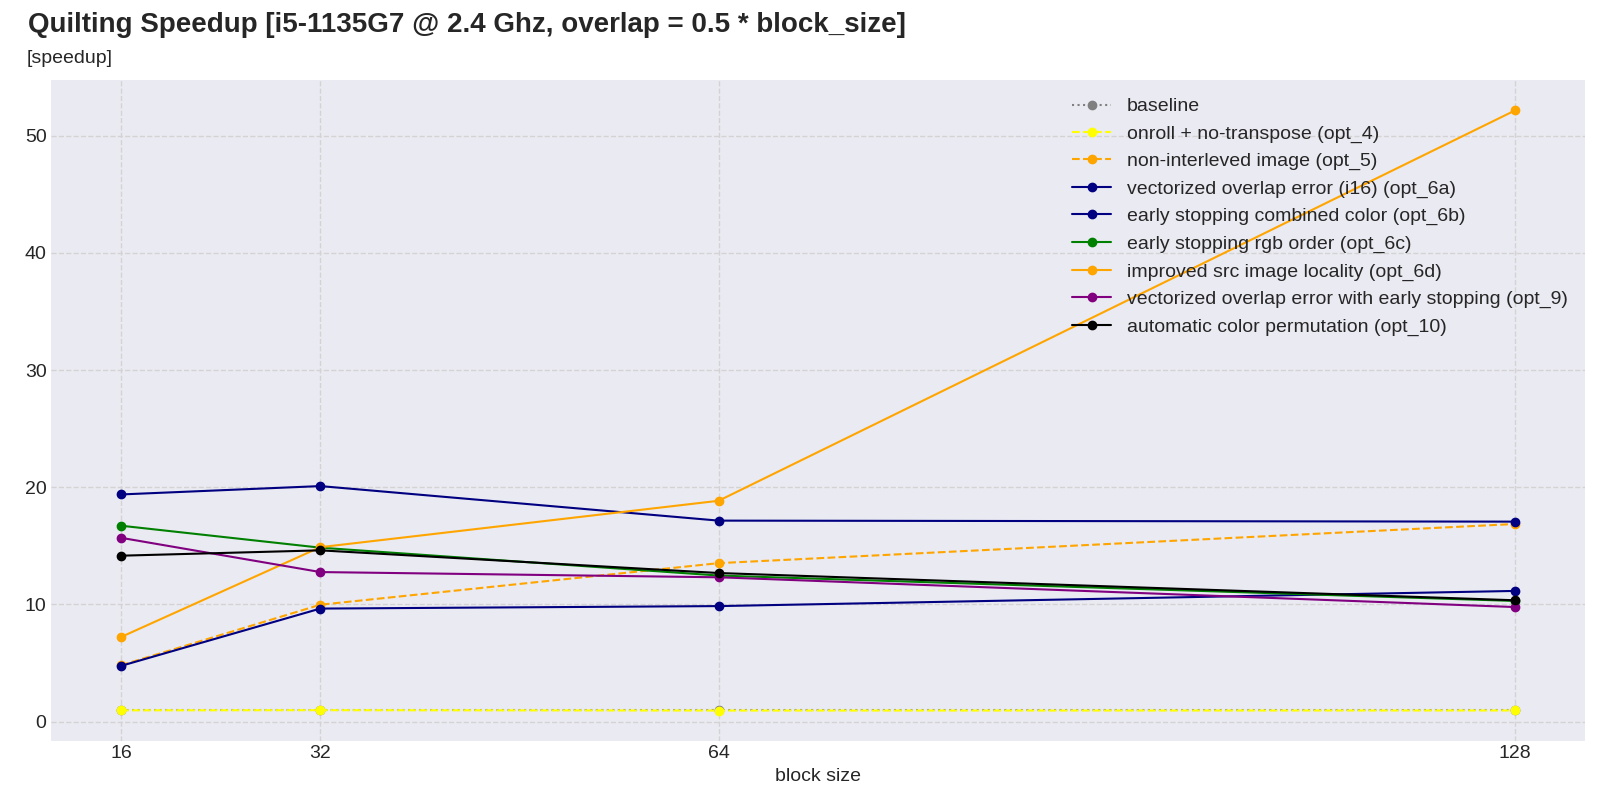 Quilting Speedup [i5-1135G7 @ 2.4 Ghz, overlap = 0.5 * block_size]
[speedup]
baseline
onroll + no-transpose (opt_4)
non-interleved image (opt_5)
vectorized overlap error (i16) (opt_6a)
early stopping combined color (opt_6b)
early stopping rgb order (opt_6c)
improved src image locality (opt_6d)
vectorized overlap error with early stopping (opt_9)
automatic color permutation (opt_10)
50
40
30
20
10
0
16 32 64 128
block size